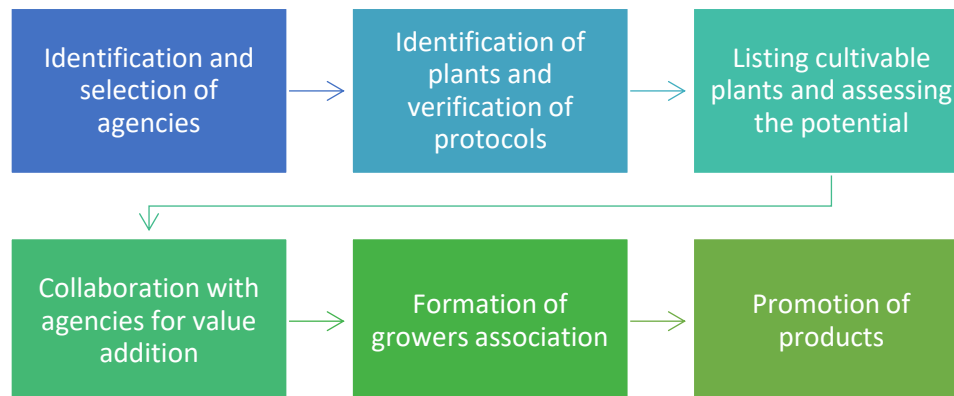 Identification and
selection of
agencies
Identification of
plants and
verification of
protocols
Listing cultivable
plants and assessing
the potential
Collaboration with
agencies for value
addition
Formation of
growers association
Promotion of
products